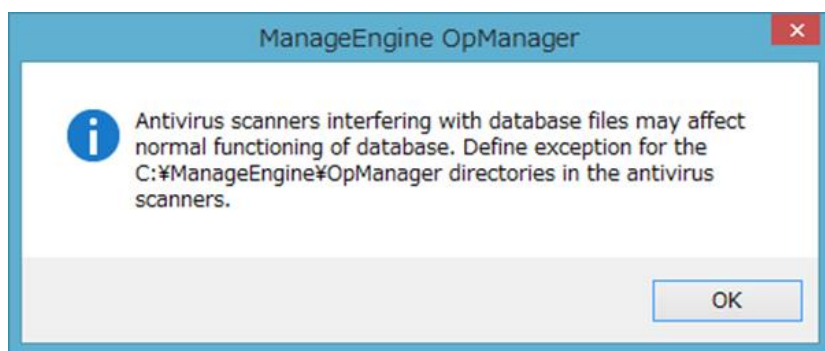 ManageEngine OpManager
Antivirus scanners interfering with database files may affect
normal functioning of database. Define exception for the
C:¥ManageEngine¥OpManager directories in the antivirus
scanners.
OK